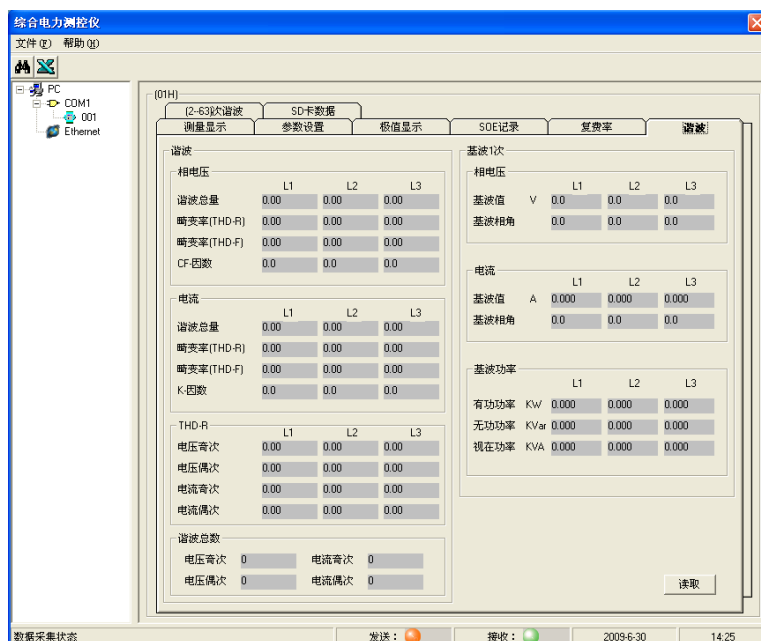 综合电力测控仪
文件(F) 帮助(H)
PC
COM1
001
Ethernet
(01H)
(2--63)次谐波 SD卡数据
测量显示 参数设置 极值显示 SOE记录 复费率 谐波
谐波
相电压
L1 L2 L3
谐波总量 0.00 0.00 0.00
畸变率(THD-R) 0.00 0.00 0.00
畸变率(THD-F) 0.00 0.00 0.00
CF-因数 0.0 0.0 0.0
电流
L1 L2 L3
谐波总量 0.00 0.00 0.00
畸变率(THD-R) 0.00 0.00 0.00
畸变率(THD-F) 0.00 0.00 0.00
K-因数 0.0 0.0 0.0
THD-R
L1 L2 L3
电压奇次 0.00 0.00 0.00
电压偶次 0.00 0.00 0.00
电流奇次 0.00 0.00 0.00
电流偶次 0.00 0.00 0.00
谐波总数
电压奇次 0 电流奇次 0
电压偶次 0 电流偶次 0
基波1次
相电压
L1 L2 L3
基波值 V 0.0 0.0 0.0
基波相角 0.0 0.0 0.0
电流
L1 L2 L3
基波值 A 0.000 0.000 0.000
基波相角 0.0 0.0 0.0
基波功率
L1 L2 L3
有功功率 KW 0.000 0.000 0.000
无功功率 KVar 0.000 0.000 0.000
视在功率 KVA 0.000 0.000 0.000
读取
数据采集状态 发送： 接收： 2009-6-30 14:25